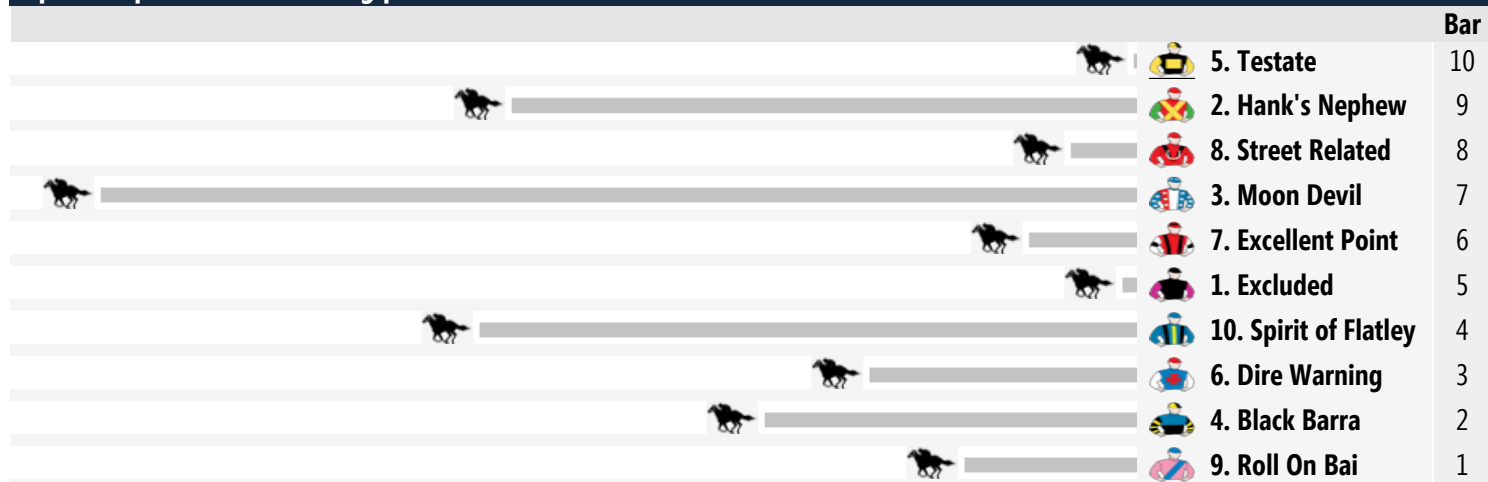 Bar
5. Testate 10
2. Hank's Nephew 9
8. Street Related 8
3. Moon Devil 7
7. Excellent Point 6
1. Excluded 5
10. Spirit of Flatley 4
6. Dire Warning 3
4. Black Barra 2
9. Roll On Bai 1